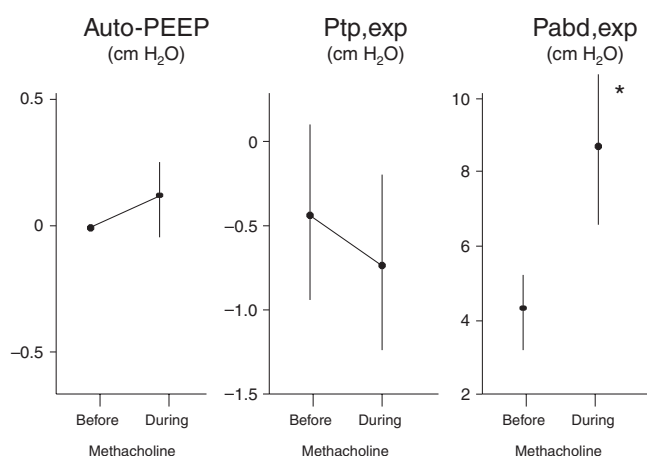 Auto-PEEP
(cm H₂O)
0.5
0
−0.5
Before During
Methacholine
Ptp,exp
(cm H₂O)
0
−0.5
−1.0
−1.5
Before During
Methacholine
Pabd,exp
(cm H₂O)
10
*
8
6
4
2
Before During
Methacholine